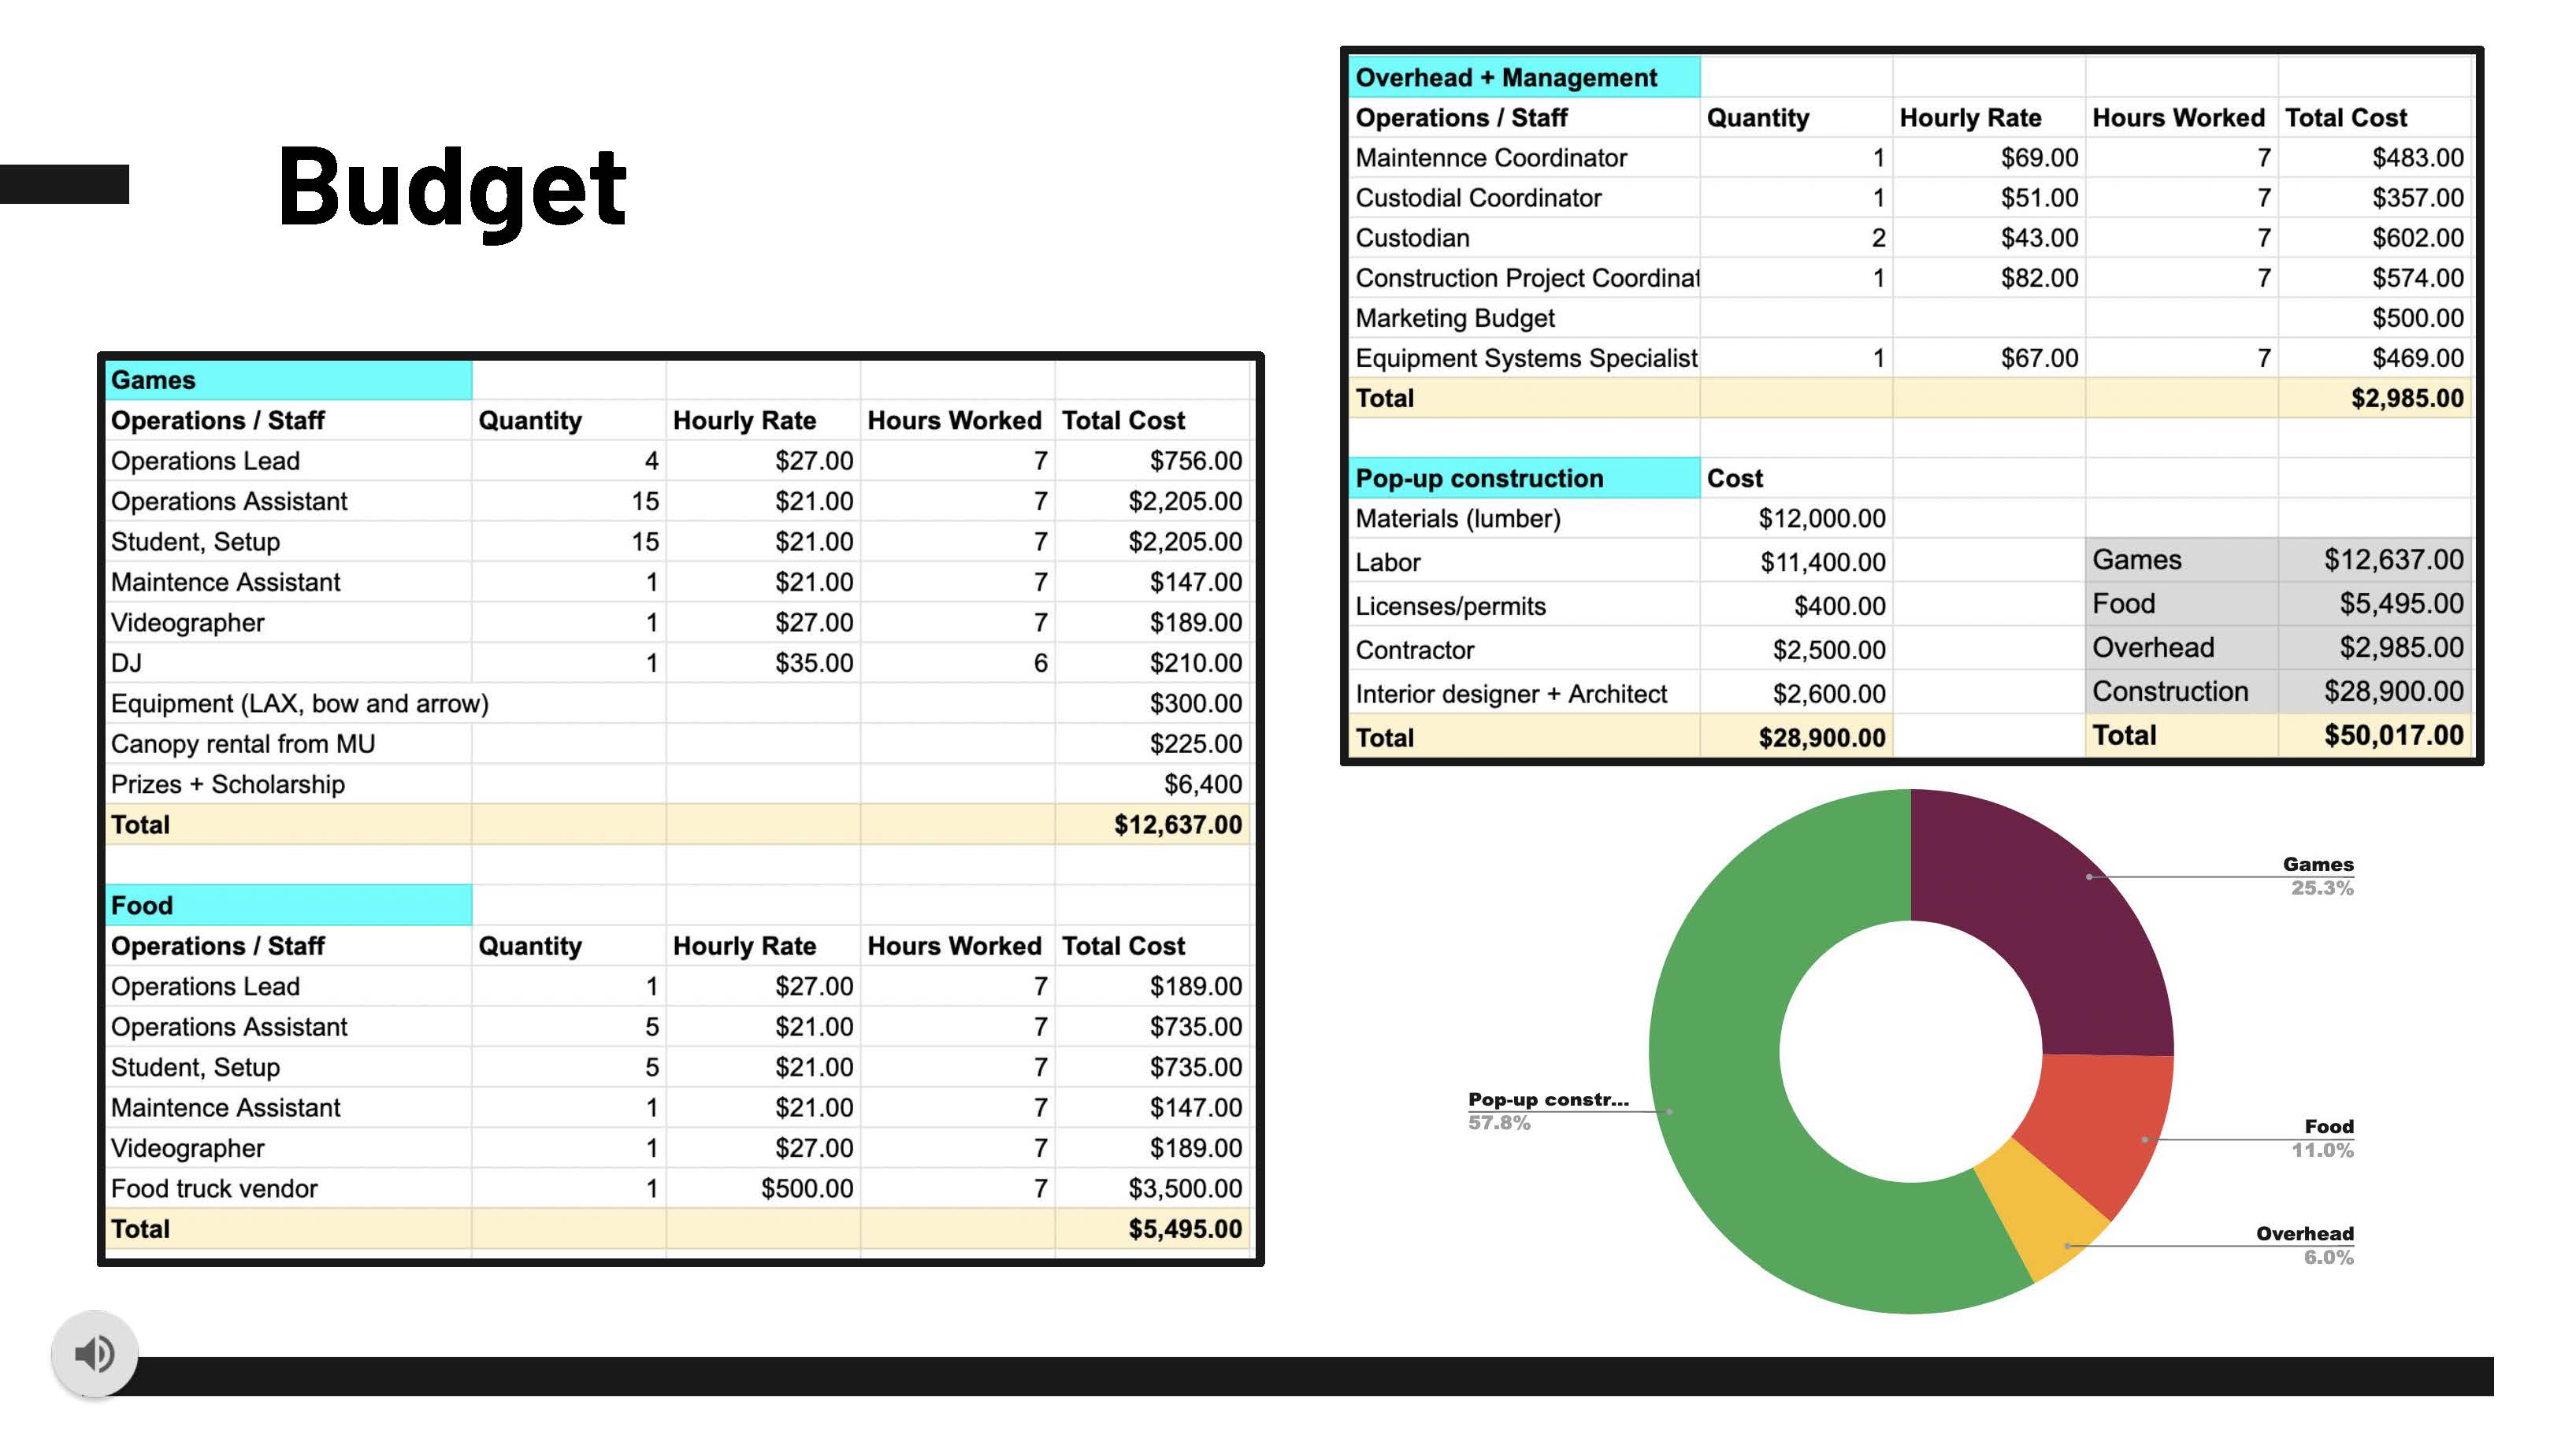 Budget
Games
Operations / Staff Quantity Hourly Rate Hours Worked Total Cost
Operations Lead 4 $27.00 7 $756.00
Operations Assistant 15 $21.00 7 $2,205.00
Student, Setup 15 $21.00 7 $2,205.00
Maintence Assistant 1 $21.00 7 $147.00
Videographer 1 $27.00 7 $189.00
DJ 1 $35.00 6 $210.00
Equipment (LAX, bow and arrow) $300.00
Canopy rental from MU $225.00
Prizes + Scholarship $6,400
Total $12,637.00
Food
Operations / Staff Quantity Hourly Rate Hours Worked Total Cost
Operations Lead 1 $27.00 7 $189.00
Operations Assistant 5 $21.00 7 $735.00
Student, Setup 5 $21.00 7 $735.00
Maintence Assistant 1 $21.00 7 $147.00
Videographer 1 $27.00 7 $189.00
Food truck vendor 1 $500.00 7 $3,500.00
Total $5,495.00
Overhead + Management
Operations / Staff Quantity Hourly Rate Hours Worked Total Cost
Maintennce Coordinator 1 $69.00 7 $483.00
Custodial Coordinator 1 $51.00 7 $357.00
Custodian 2 $43.00 7 $602.00
Construction Project Coordinat 1 $82.00 7 $574.00
Marketing Budget $500.00
Equipment Systems Specialist 1 $67.00 7 $469.00
Total $2,985.00
Pop-up construction Cost
Materials (lumber) $12,000.00
Labor $11,400.00 Games $12,637.00
Licenses/permits $400.00 Food $5,495.00
Contractor $2,500.00 Overhead $2,985.00
Interior designer + Architect $2,600.00 Construction $28,900.00
Total $28,900.00 Total $50,017.00
Games
25.3%
Pop-up constr...
57.8%
Food
11.0%
Overhead
6.0%